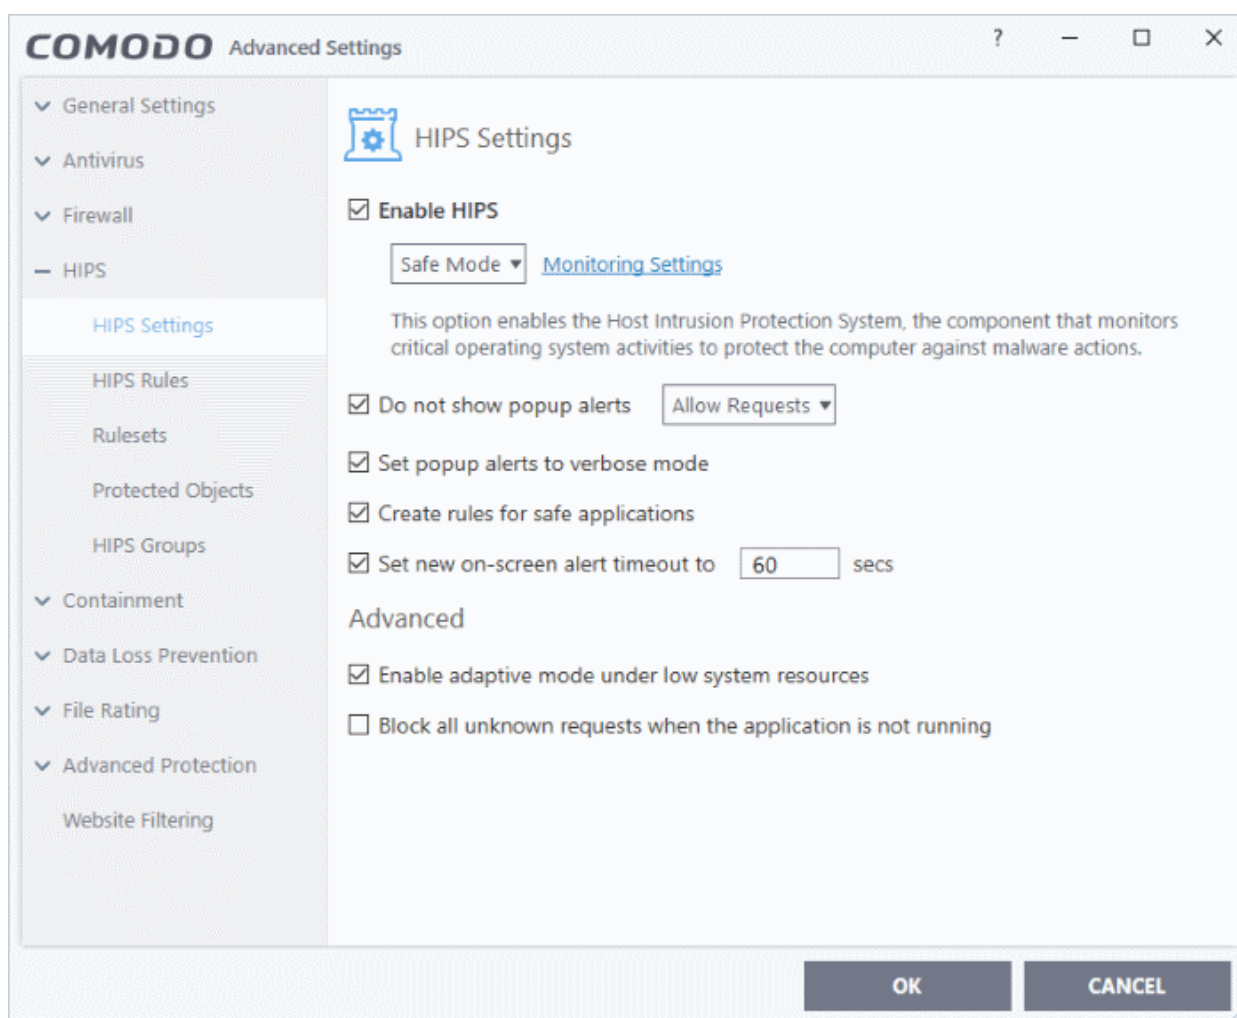 COMODO Advanced Settings
?
General Settings
Antivirus
Firewall
HIPS
HIPS Settings
HIPS Rules
Rulesets
Protected Objects
HIPS Groups
Containment
Data Loss Prevention
File Rating
Advanced Protection
Website Filtering
HIPS Settings
Enable HIPS
Safe Mode Monitoring Settings
This option enables the Host Intrusion Protection System, the component that monitors
critical operating system activities to protect the computer against malware actions.
Do not show popup alerts Allow Requests
Set popup alerts to verbose mode
Create rules for safe applications
Set new on-screen alert timeout to 60 secs
Advanced
Enable adaptive mode under low system resources
Block all unknown requests when the application is not running
OK CANCEL